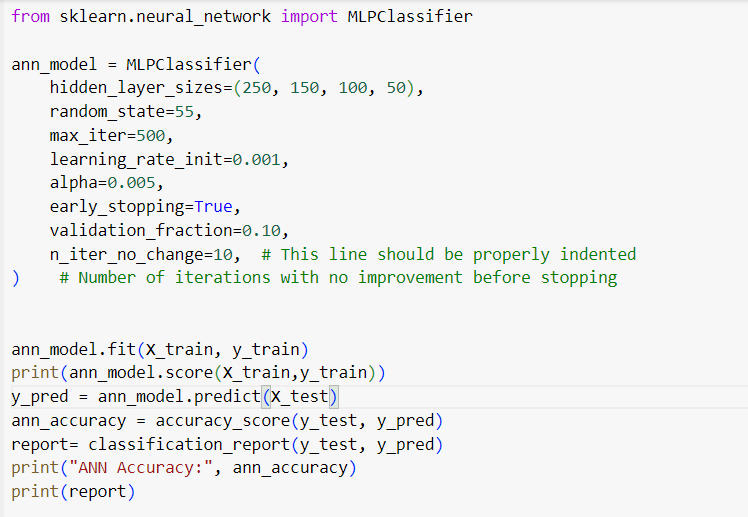 from sklearn.neural_network import MLPClassifier
ann_model = MLPClassifier(
    hidden_layer_sizes=(250, 150, 100, 50),
    random_state=55,
    max_iter=500,
    learning_rate_init=0.001,
    alpha=0.005,
    early_stopping=True,
    validation_fraction=0.10,
    n_iter_no_change=10,  # This line should be properly indented
)    # Number of iterations with no improvement before stopping
ann_model.fit(X_train, y_train)
print(ann_model.score(X_train,y_train))
y_pred = ann_model.predict(X_test)
ann_accuracy = accuracy_score(y_test, y_pred)
report= classification_report(y_test, y_pred)
print("ANN Accuracy:", ann_accuracy)
print(report)